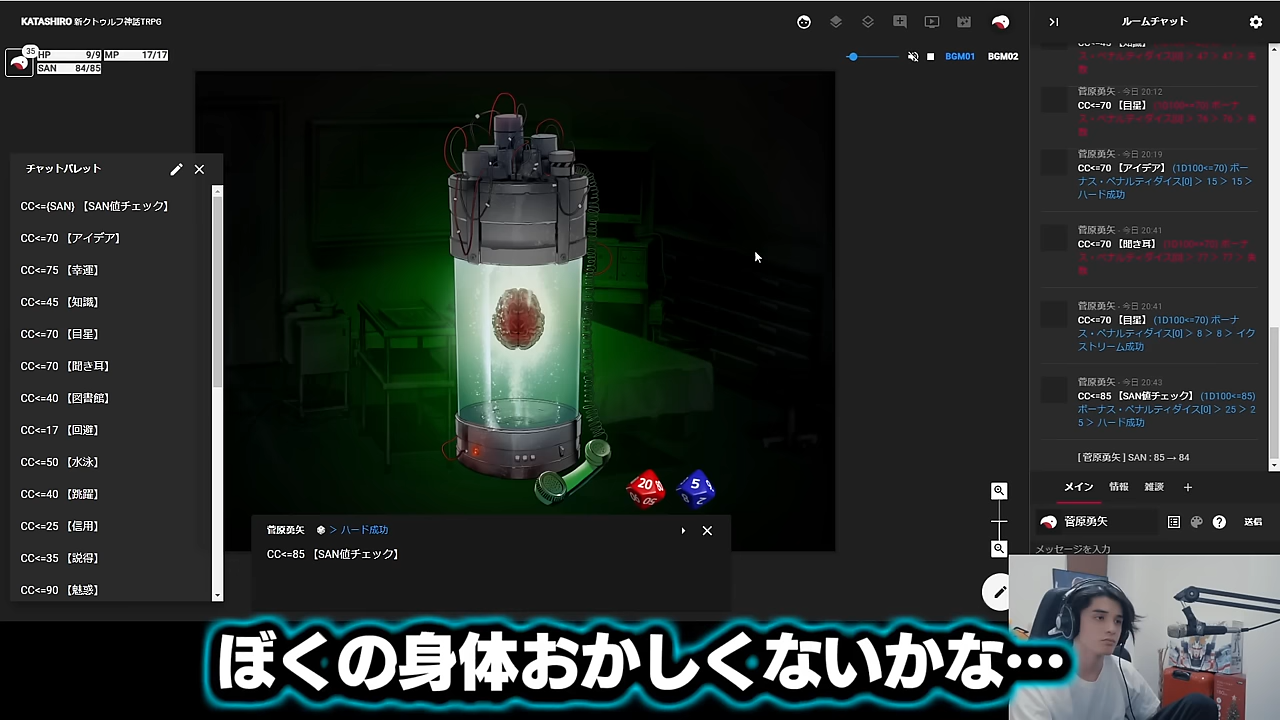 KATASHIRO 新クトゥルフ神話TRPG
ルームチャット
35
HP 9/9 MP 17/17
SAN 84/85
BGM01 BGM02
チャットパレット
CC<={SAN} 【SAN値チェック】
CC<=70 【アイデア】
CC<=75 【幸運】
CC<=45 【知識】
CC<=70 【目星】
CC<=70 【聞き耳】
CC<=40 【図書館】
CC<=17 【回避】
CC<=50 【水泳】
CC<=40 【跳躍】
CC<=25 【信用】
CC<=35 【説得】
CC<=90 【魅惑】
20
5
菅原勇矢 > ハード成功
CC<=85 【SAN値チェック】
菅原勇矢 - 今日 20:12
CC<=70 【目星】 (1D100<=70) ボーナ
菅原勇矢 - 今日 20:19
CC<=70 【アイデア】 (1D100<=70) ボー
ナス・ペナルティダイス[0] > 15 > 15 >
ハード成功
菅原勇矢 - 今日 20:41
CC<=70 【聞き耳】 (1D100<=70) ボーナ
菅原勇矢 - 今日 20:41
CC<=70 【目星】 (1D100<=70) ボーナ
ス・ペナルティダイス[0] > 8 > 8 > イク
ストリーム成功
菅原勇矢 - 今日 20:43
CC<=85 【SAN値チェック】 (1D100<=85)
ボーナス・ペナルティダイス[0] > 25 > 2
5 > ハード成功
[ 菅原勇矢 ] SAN : 85 → 84
メイン 情報 雑談 +
菅原勇矢
送信
メッセージを入力
ぼくの身体おかしくないかな…